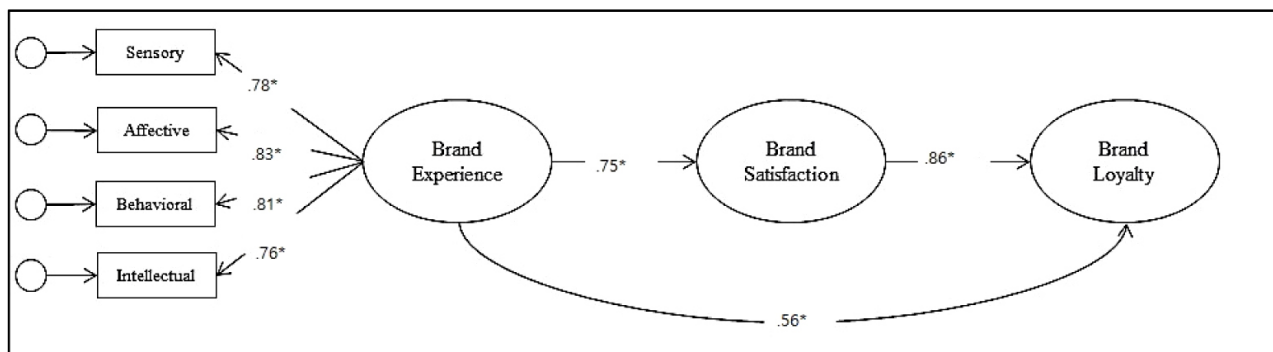 Sensory
.78*
Affective
.83*
Behavioral
.81*
Intellectual
.76*
Brand
Experience
.75*
Brand
Satisfaction
.86*
Brand
Loyalty
.56*